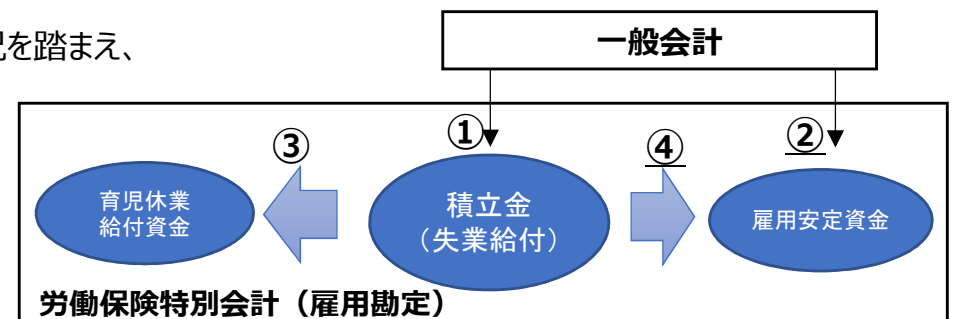 況を踏まえ、
一般会計
③
①
④
②
育児休業
給付資金
積立金
（失業給付）
雇用安定資金
労働保険特別会計（雇用勘定）